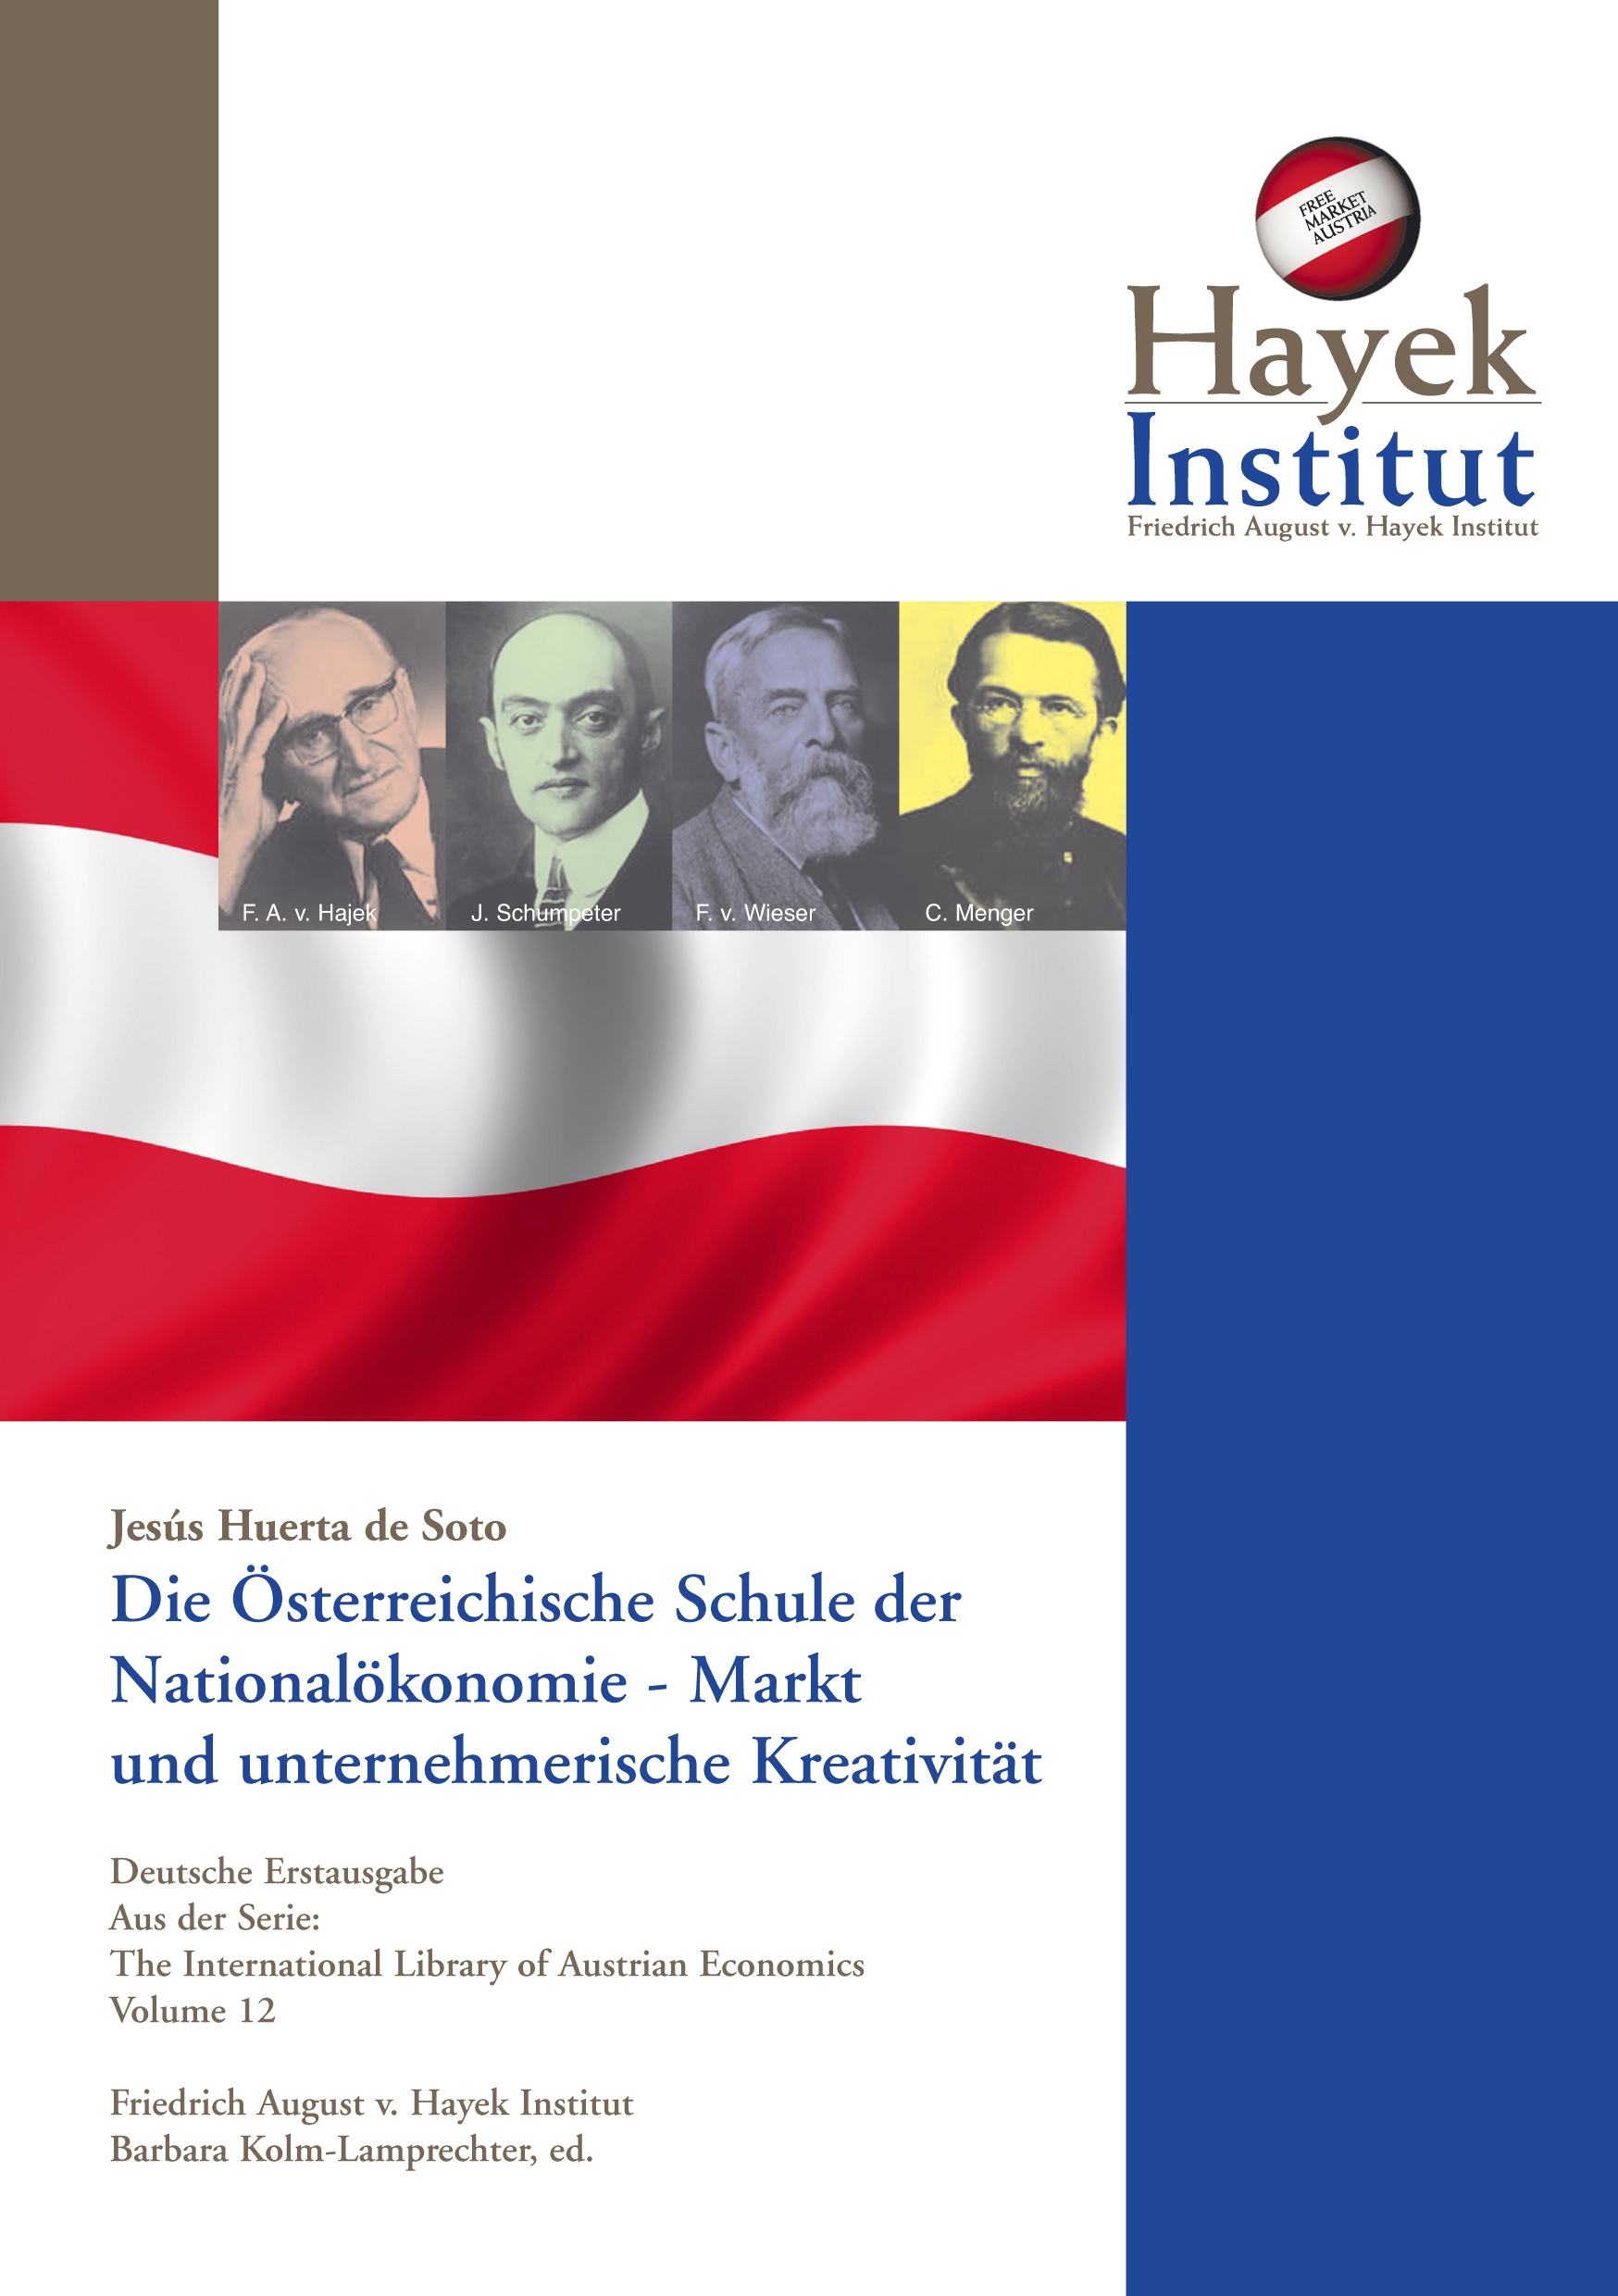 FREE
MARKET
AUSTRIA
Hayek
Institut
Friedrich August v. Hayek Institut
F. A. v. Hajek
J. Schumpeter
F. v. Wieser
C. Menger
Jesús Huerta de Soto
Die Österreichische Schule der
Nationalökonomie - Markt
und unternehmerische Kreativität
Deutsche Erstausgabe
Aus der Serie:
The International Library of Austrian Economics
Volume 12
Friedrich August v. Hayek Institut
Barbara Kolm-Lamprechter, ed.